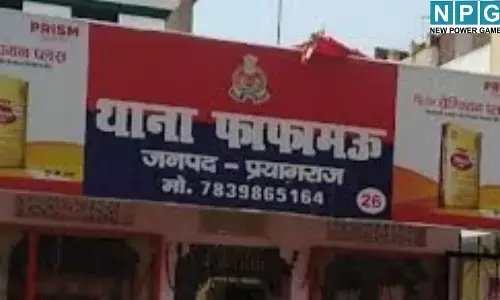 PRISM
NPG
NEW POWER GAME
थाना फाफामऊ
जनपद - प्रयागराज
मो. 7839865164
26